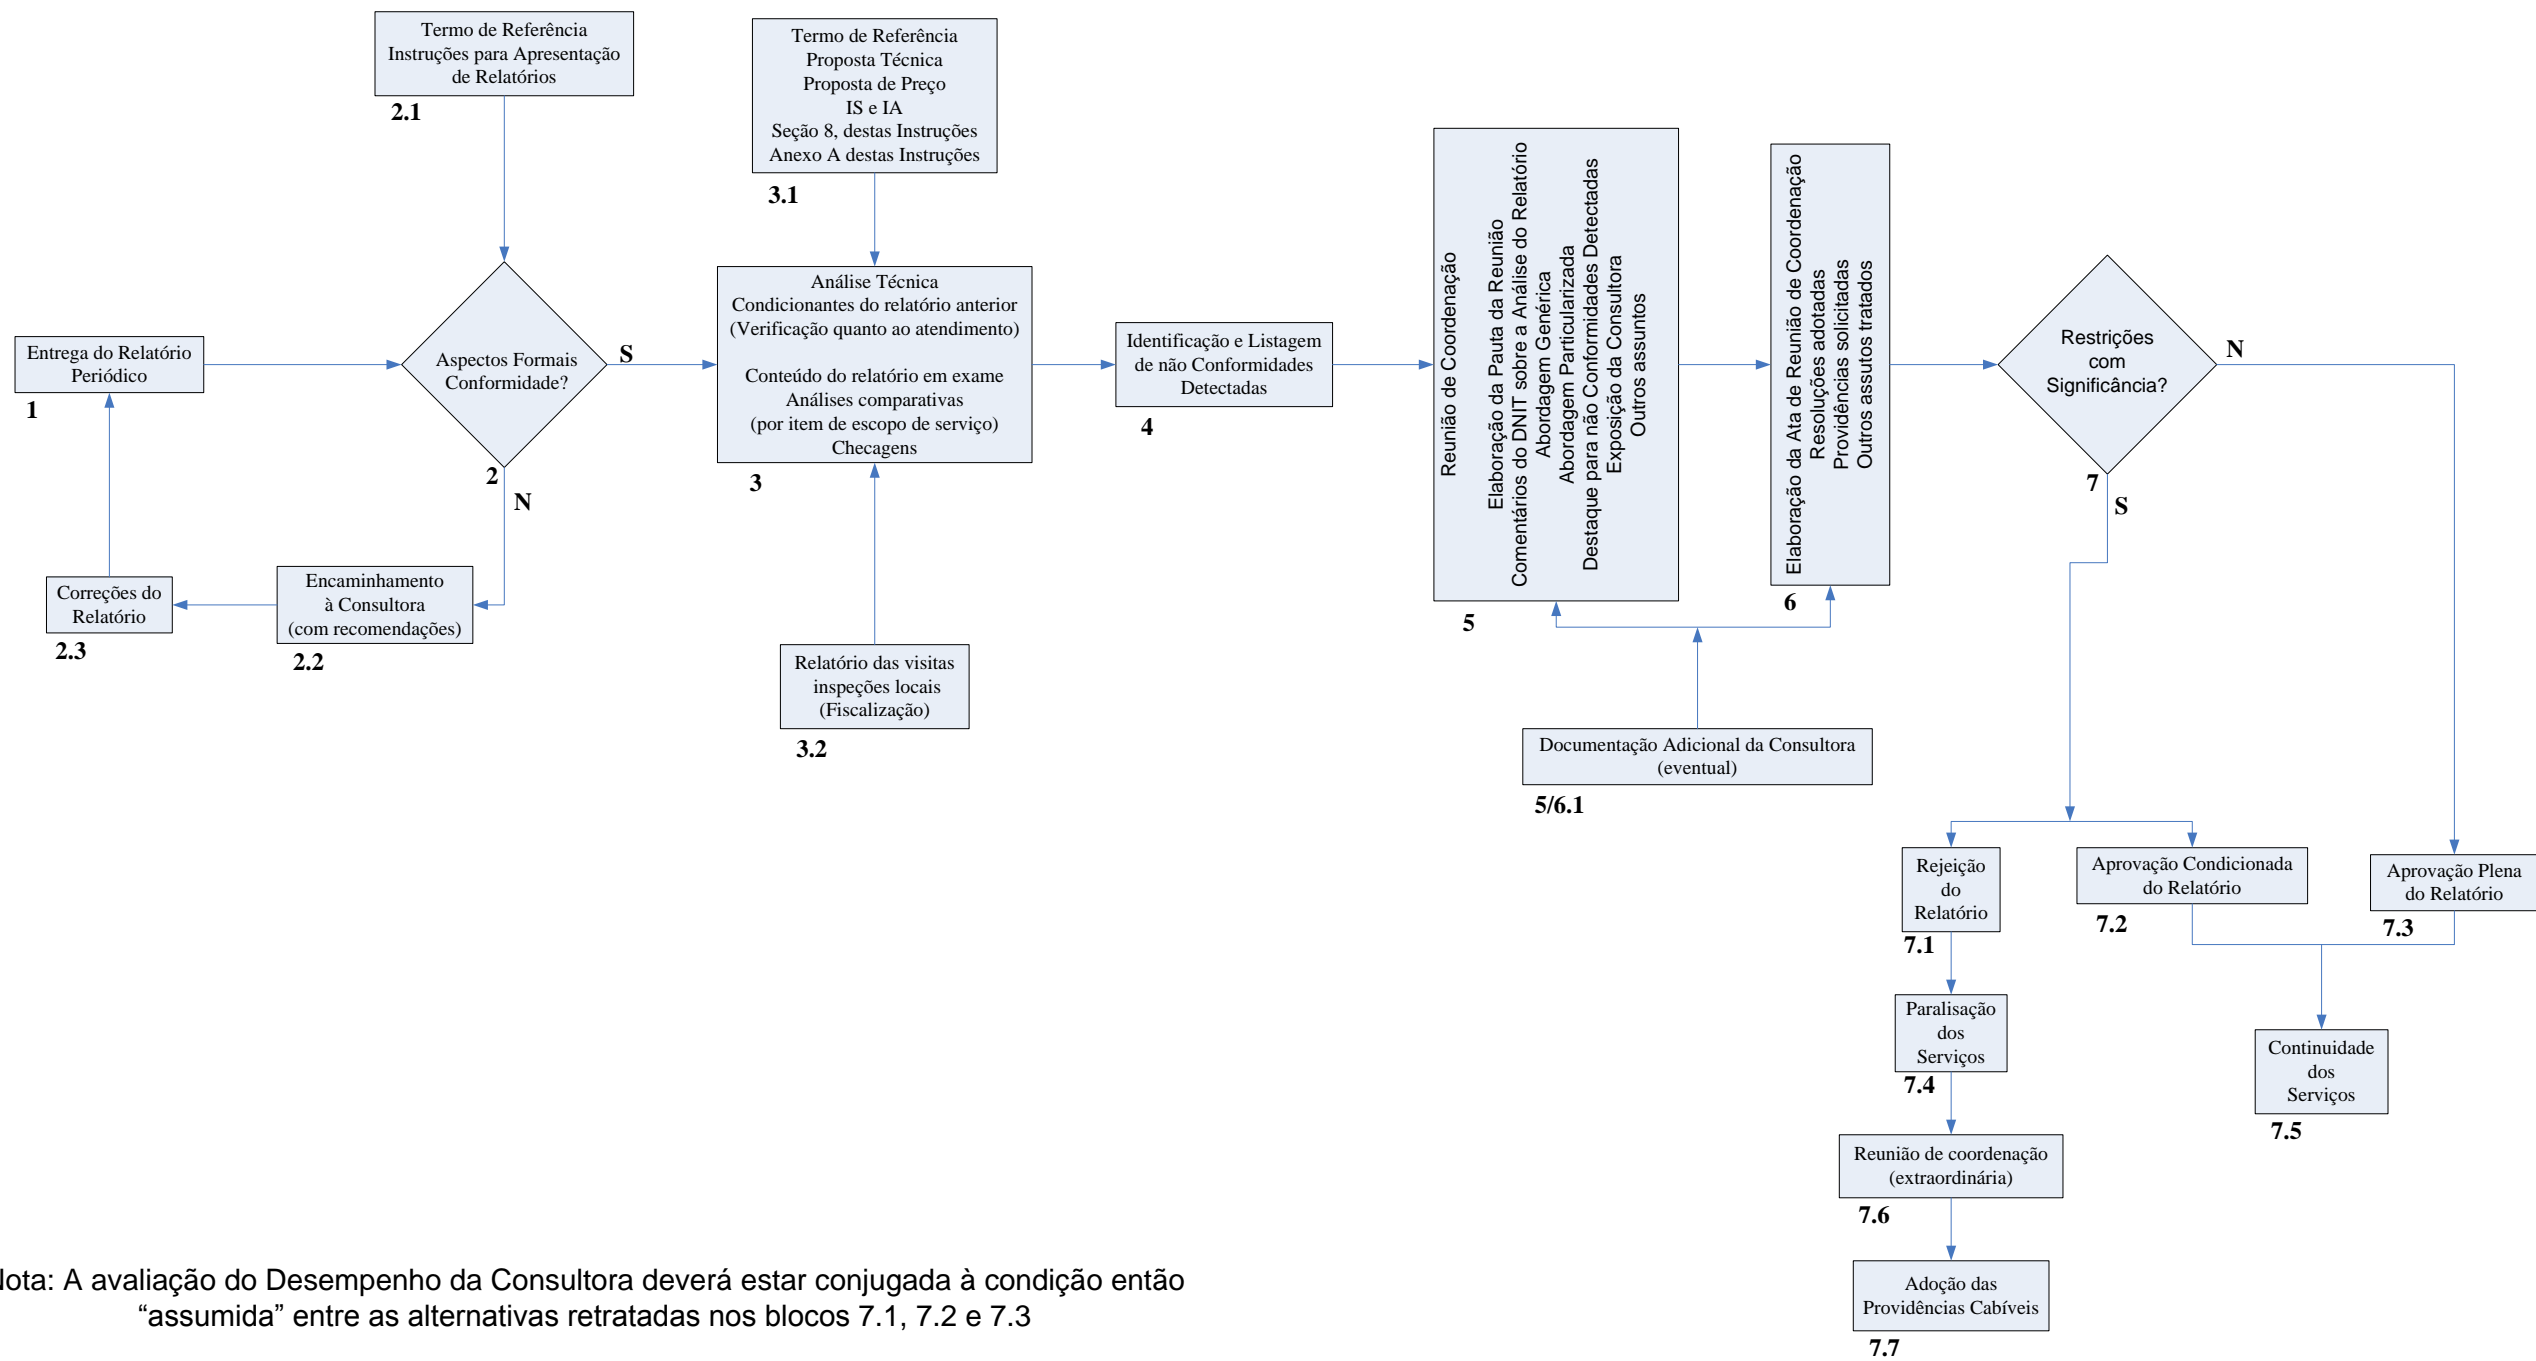 Termo de Referência
Instruções para Apresentação
de Relatórios
2.1
Termo de Referência
Proposta Técnica
Proposta de Preço
IS e IA
Seção 8, destas Instruções
Anexo A destas Instruções
3.1
Entrega do Relatório
Periódico
1
Aspectos Formais
Conformidade?
2
S
N
Encaminhamento
à Consultora
(com recomendações)
2.2
Correções do
Relatório
2.3
Análise Técnica
Condicionantes do relatório anterior
(Verificação quanto ao atendimento)
Conteúdo do relatório em exame
Análises comparativas
(por item de escopo de serviço)
Checagens
3
Relatório das visitas
inspeções locais
(Fiscalização)
3.2
Identificação e Listagem
de não Conformidades
Detectadas
4
Reunião de Coordenação
Elaboração da Pauta da Reunião
Comentários do DNIT sobre a Análise do Relatório
Abordagem Genérica
Abordagem Particularizada
Destaque para não Conformidades Detectadas
Exposição da Consultora
Outros assuntos
5
Elaboração da Ata de Reunião de Coordenação
Resoluções adotadas
Providências solicitadas
Outros assutos tratados
6
Documentação Adicional da Consultora
(eventual)
5/6.1
Restrições
com
Significância?
7
N
S
Rejeição
do
Relatório
7.1
Aprovação Condicionada
do Relatório
7.2
Aprovação Plena
do Relatório
7.3
Paralisação
dos
Serviços
7.4
Continuidade
dos
Serviços
7.5
Reunião de coordenação
(extraordinária)
7.6
Adoção das
Providências Cabíveis
7.7
Nota: A avaliação do Desempenho da Consultora deverá estar conjugada à condição então
“assumida” entre as alternativas retratadas nos blocos 7.1, 7.2 e 7.3